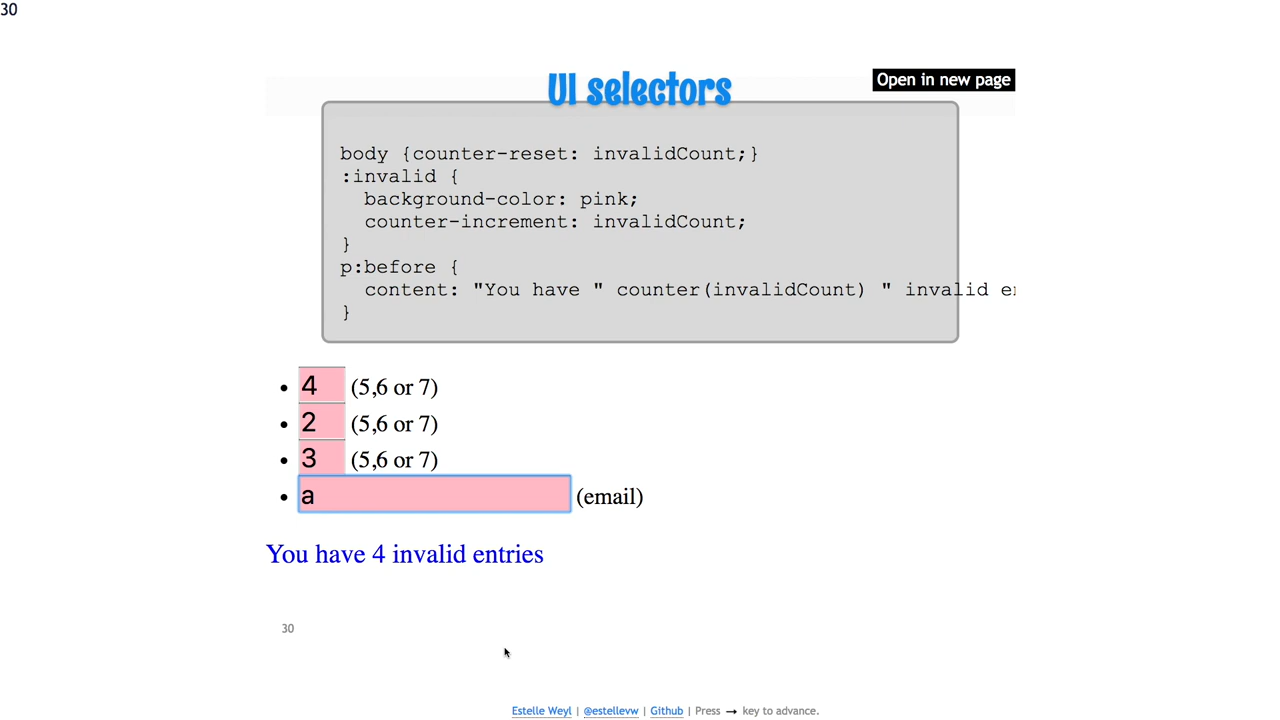 30
UI selectors
Open in new page
body {counter-reset: invalidCount;}
:invalid {
background-color: pink;
counter-increment: invalidCount;
}
p:before {
content: "You have " counter(invalidCount) " invalid
}
• 4 (5,6 or 7)
• 2 (5,6 or 7)
• 3 (5,6 or 7)
• a (email)
You have 4 invalid entries
30
Estelle Weyl | @estellevw | Github | Press → key to advance.